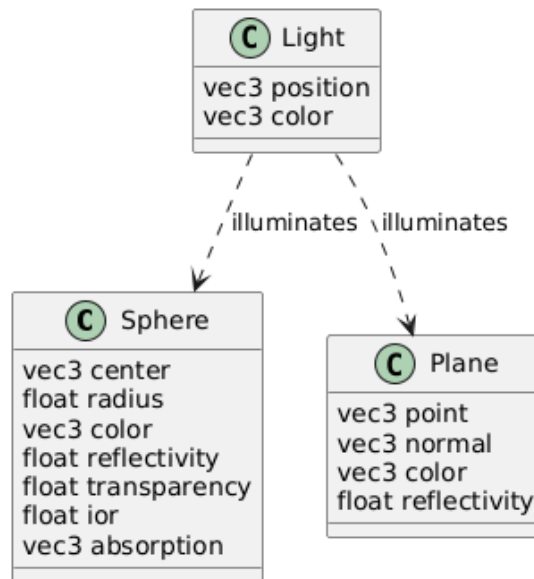 C Light
vec3 position
vec3 color
illuminates illuminates
C Sphere
vec3 center
float radius
vec3 color
float reflectivity
float transparency
float ior
vec3 absorption
C Plane
vec3 point
vec3 normal
vec3 color
float reflectivity